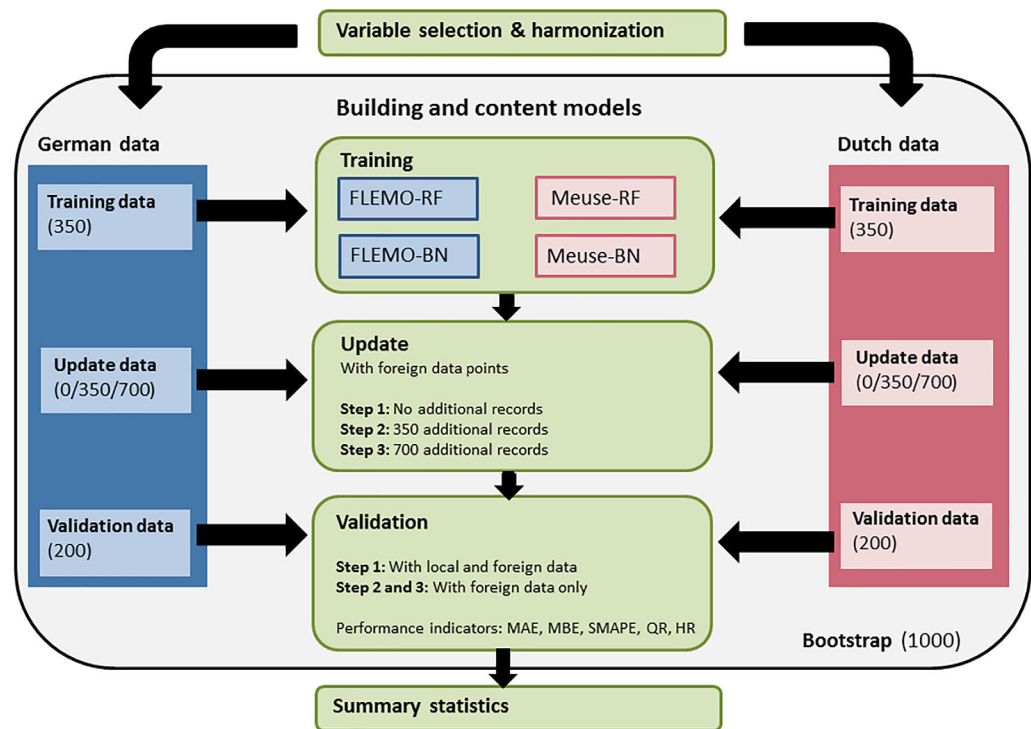 Variable selection & harmonization
Building and content models
German data
Training data
(350)
Update data
(0/350/700)
Validation data
(200)
Training
FLEMO-RF
Meuse-RF
FLEMO-BN
Meuse-BN
Update
With foreign data points
Step 1: No additional records
Step 2: 350 additional records
Step 3: 700 additional records
Validation
Step 1: With local and foreign data
Step 2 and 3: With foreign data only
Performance indicators: MAE, MBE, SMAPE, QR, HR
Dutch data
Training data
(350)
Update data
(0/350/700)
Validation data
(200)
Bootstrap (1000)
Summary statistics